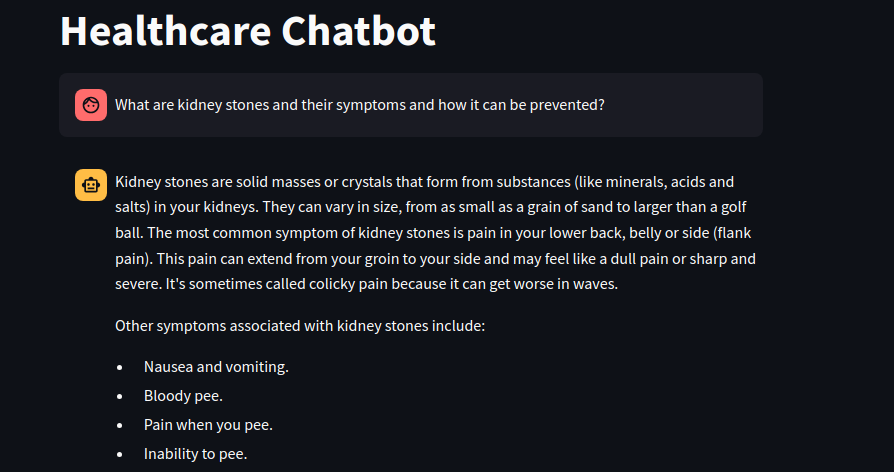 Healthcare Chatbot
What are kidney stones and their symptoms and how it can be prevented?
Kidney stones are solid masses or crystals that form from substances (like minerals, acids and
salts) in your kidneys. They can vary in size, from as small as a grain of sand to larger than a golf
ball. The most common symptom of kidney stones is pain in your lower back, belly or side (flank
pain). This pain can extend from your groin to your side and may feel like a dull pain or sharp and
severe. It's sometimes called colicky pain because it can get worse in waves.
Other symptoms associated with kidney stones include:
• Nausea and vomiting.
• Bloody pee.
• Pain when you pee.
• Inability to pee.